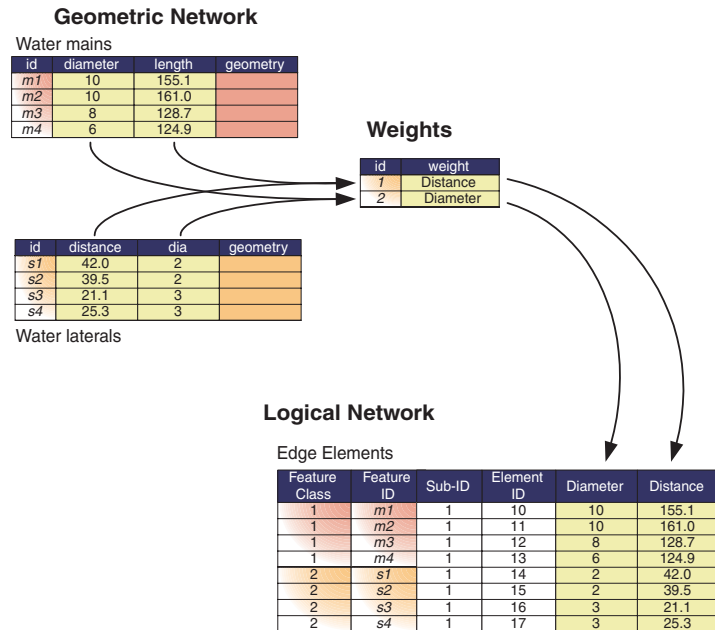 Geometric Network
Water mains
id diameter length geometry
m1 10 155.1
m2 10 161.0
m3 8 128.7
m4 6 124.9
Weights
id weight
1 Distance
2 Diameter
id distance dia geometry
s1 42.0 2
s2 39.5 2
s3 21.1 3
s4 25.3 3
Water laterals
Logical Network
Edge Elements
Feature Class Feature ID Sub-ID Element ID Diameter Distance
1 m1 1 10 10 155.1
1 m2 1 11 10 161.0
1 m3 1 12 8 128.7
1 m4 1 13 6 124.9
2 s1 1 14 2 42.0
2 s2 1 15 2 39.5
2 s3 1 16 3 21.1
2 s4 1 17 3 25.3